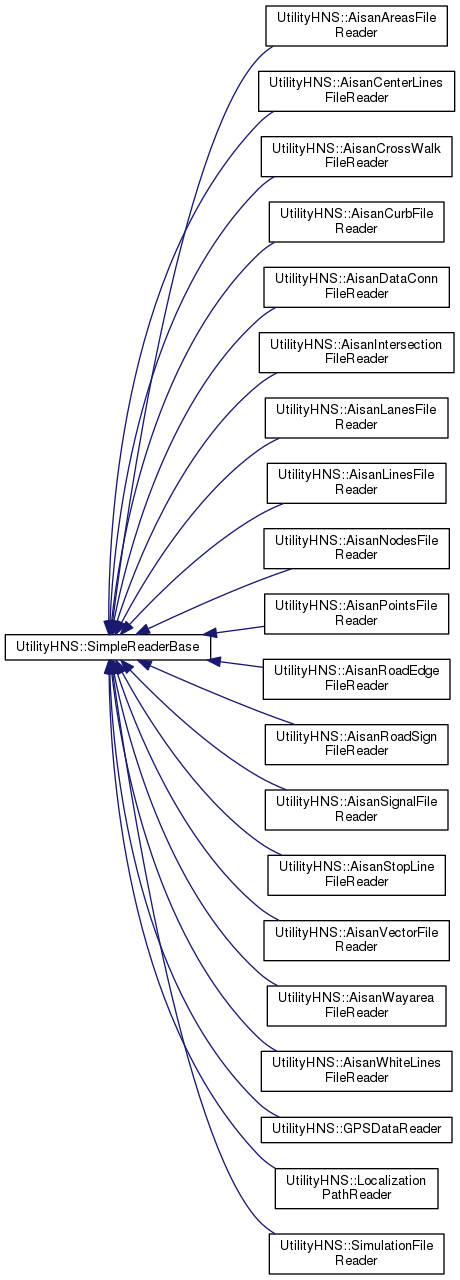 UtilityHNS::AisanAreasFile
Reader
UtilityHNS::AisanCenterLines
FileReader
UtilityHNS::AisanCrossWalk
FileReader
UtilityHNS::AisanCurbFile
Reader
UtilityHNS::AisanDataConn
FileReader
UtilityHNS::AisanIntersection
FileReader
UtilityHNS::AisanLanesFile
Reader
UtilityHNS::AisanLinesFile
Reader
UtilityHNS::AisanNodesFile
Reader
UtilityHNS::AisanPointsFile
Reader
UtilityHNS::SimpleReaderBase
UtilityHNS::AisanRoadEdge
FileReader
UtilityHNS::AisanRoadSign
FileReader
UtilityHNS::AisanSignalFile
Reader
UtilityHNS::AisanStopLine
FileReader
UtilityHNS::AisanVectorFile
Reader
UtilityHNS::AisanWayarea
FileReader
UtilityHNS::AisanWhiteLines
FileReader
UtilityHNS::GPSDataReader
UtilityHNS::Localization
PathReader
UtilityHNS::SimulationFile
Reader